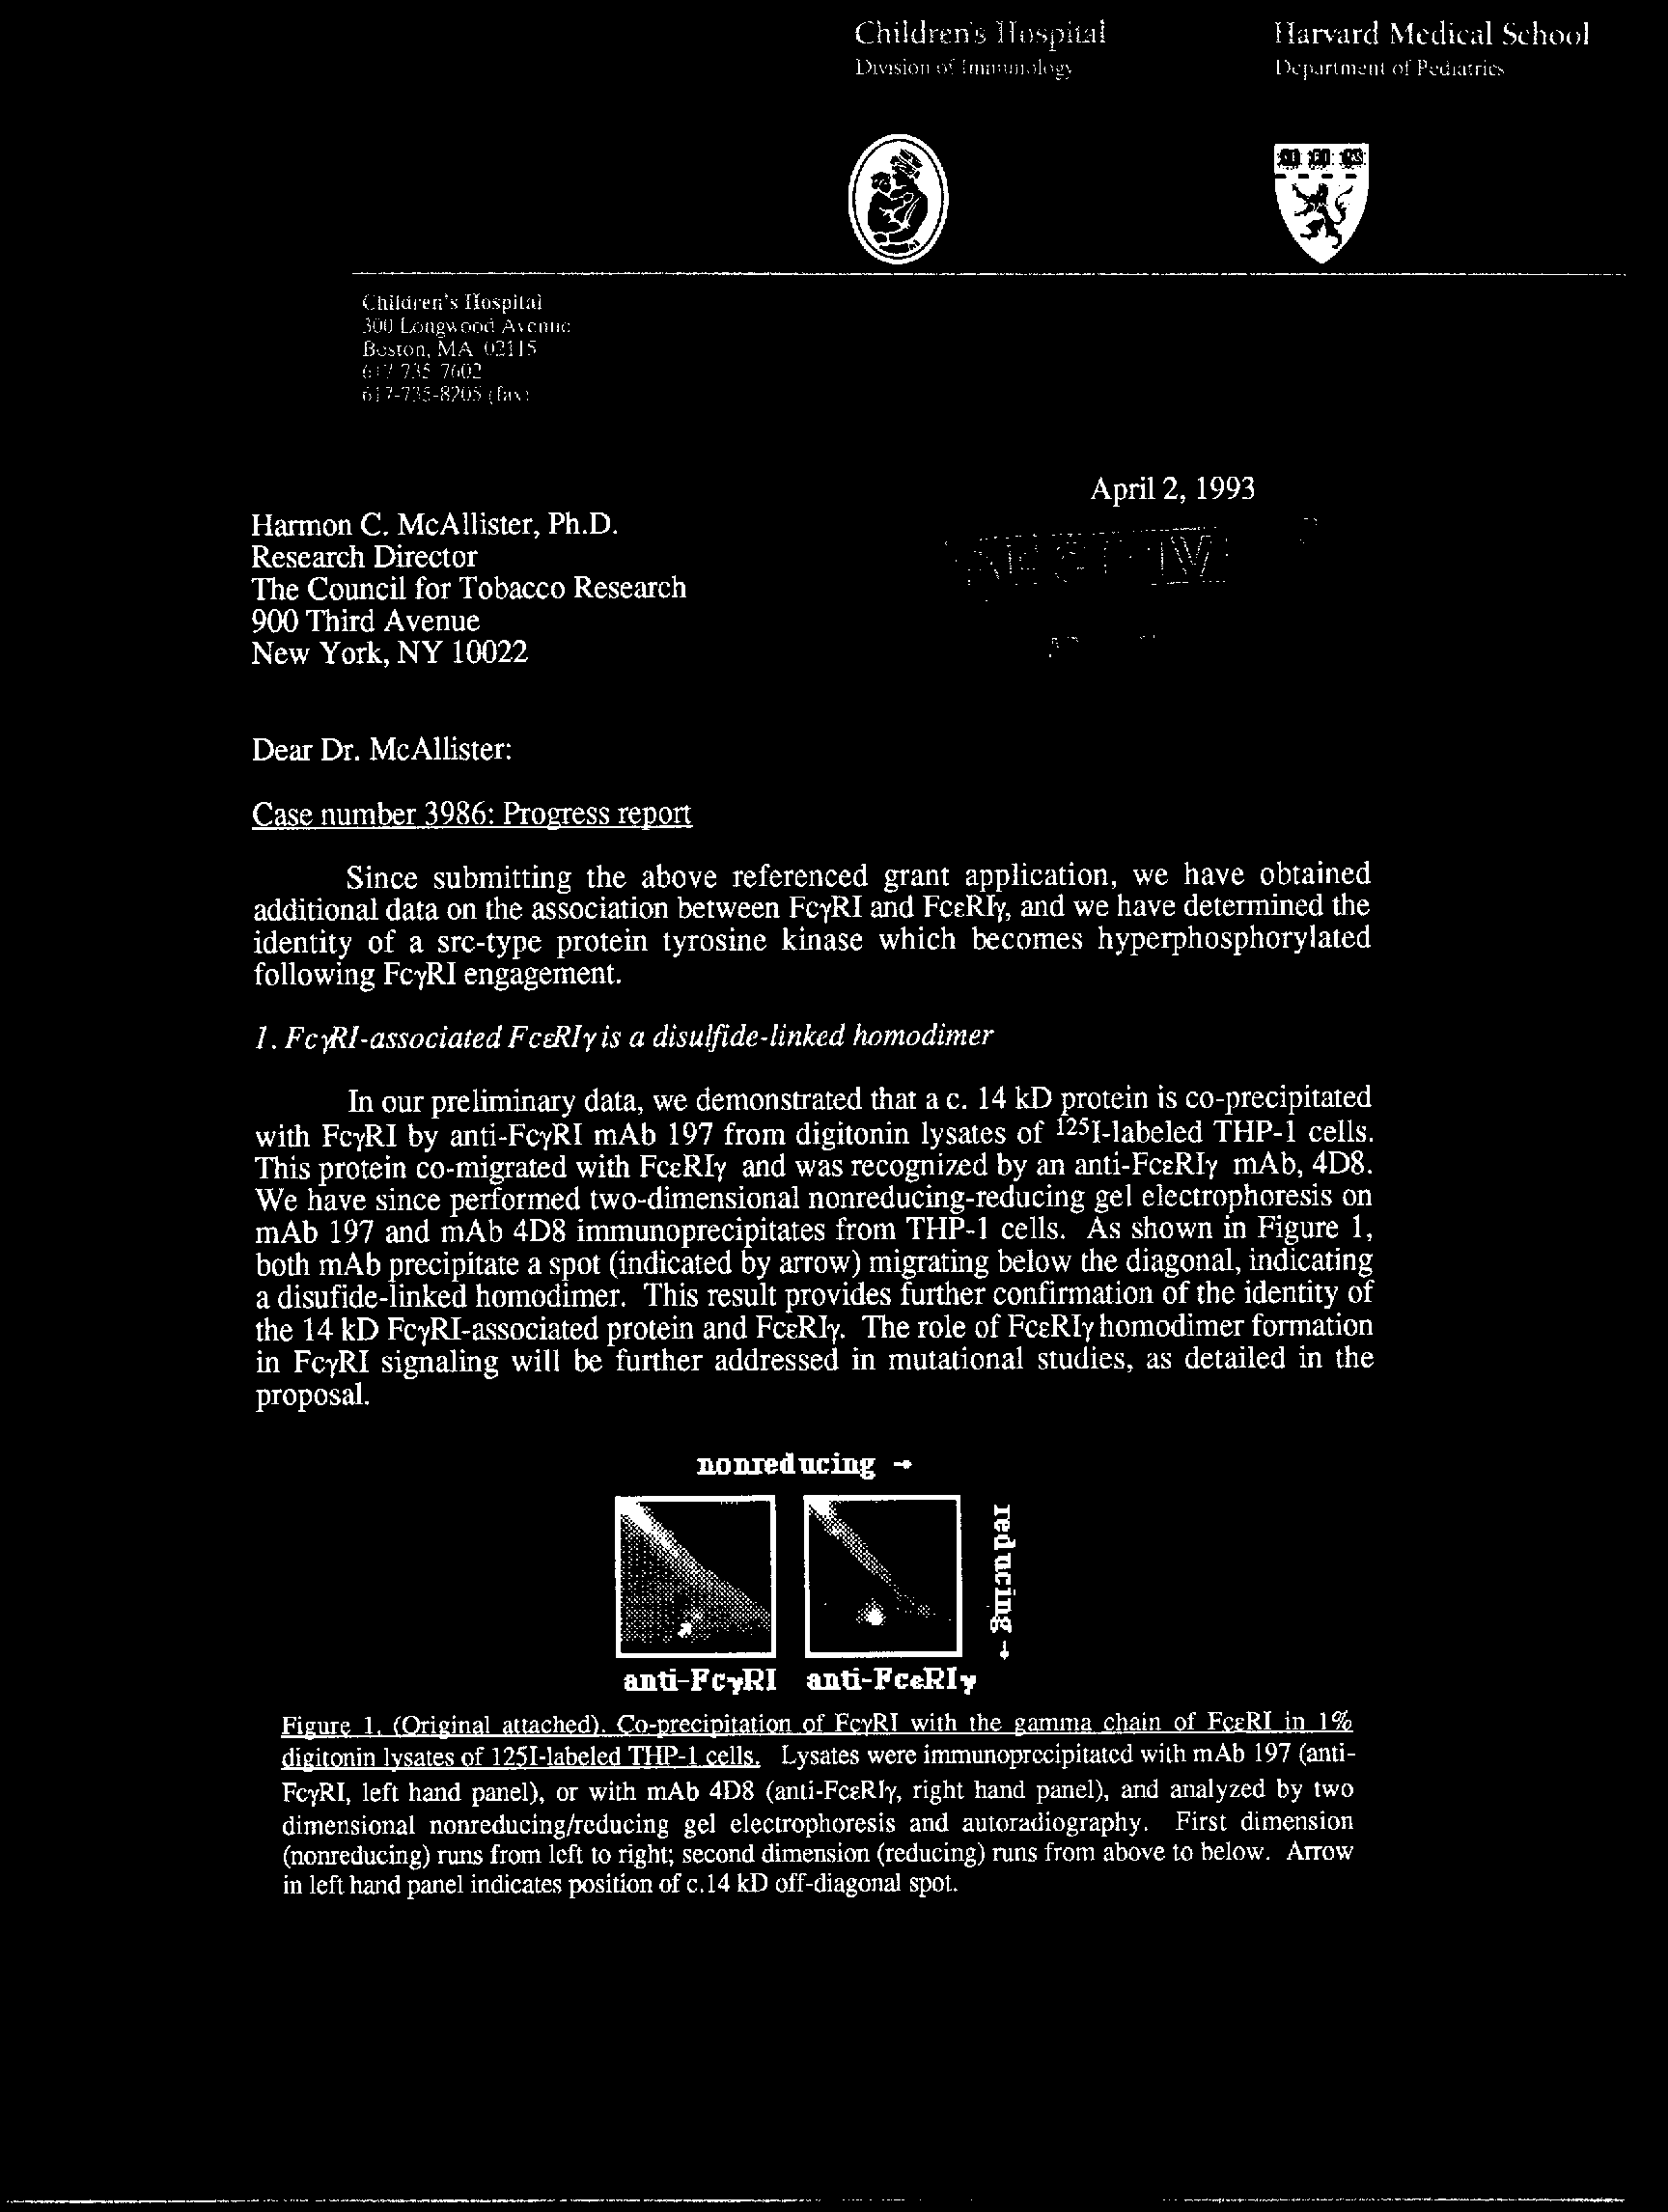 Children's Hospital
Division of Immunology
Harvard Medical School
Department of Pediatrics
Children's Hospital
300 Longwood Avenue
Boston, MA 02115
617 735 7602
617-735-8205 (fax)
April 2, 1993
Harmon C. McAllister, Ph.D.
Research Director
The Council for Tobacco Research
900 Third Avenue
New York, NY 10022
Dear Dr. McAllister:
Case number 3986: Progress report
Since submitting the above referenced grant application, we have obtained
additional data on the association between FcγRI and FcεRIγ, and we have determined the
identity of a src-type protein tyrosine kinase which becomes hyperphosphorylated
following FcγRI engagement.
1. FcγRI-associated FcεRIγ is a disulfide-linked homodimer
In our preliminary data, we demonstrated that a c. 14 kD protein is co-precipitated
with FcγRI by anti-FcγRI mAb 197 from digitonin lysates of ¹²⁵I-labeled THP-1 cells.
This protein co-migrated with FcεRIγ and was recognized by an anti-FcεRIγ mAb, 4D8.
We have since performed two-dimensional nonreducing-reducing gel electrophoresis on
mAb 197 and mAb 4D8 immunoprecipitates from THP-1 cells. As shown in Figure 1,
both mAb precipitate a spot (indicated by arrow) migrating below the diagonal, indicating
a disufide-linked homodimer. This result provides further confirmation of the identity of
the 14 kD FcγRI-associated protein and FcεRIγ. The role of FcεRIγ homodimer formation
in FcγRI signaling will be further addressed in mutational studies, as detailed in the
proposal.
nonreducing →
reducing →
anti-FcγRI anti-FcεRIγ
Figure 1. (Original attached). Co-precipitation of FcγRI with the gamma chain of FcεRI in 1%
digitonin lysates of 125I-labeled THP-1 cells. Lysates were immunoprecipitated with mAb 197 (anti-
FcγRI, left hand panel), or with mAb 4D8 (anti-FcεRIγ, right hand panel), and analyzed by two
dimensional nonreducing/reducing gel electrophoresis and autoradiography. First dimension
(nonreducing) runs from left to right; second dimension (reducing) runs from above to below. Arrow
in left hand panel indicates position of c.14 kD off-diagonal spot.